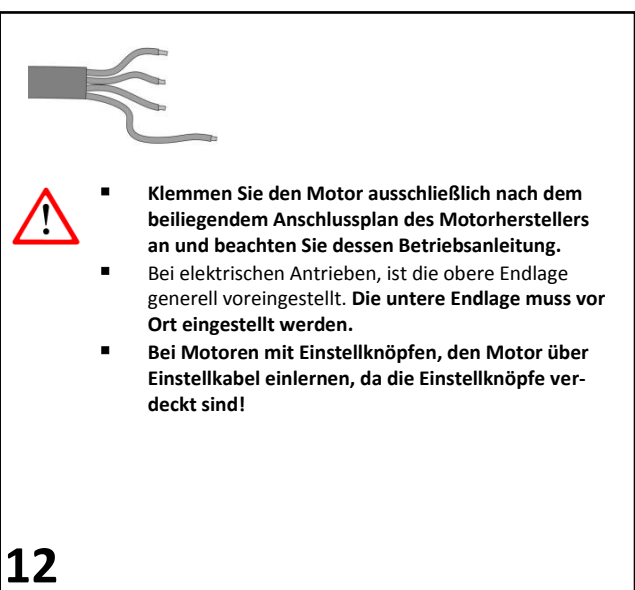 ▪ Klemmen Sie den Motor ausschließlich nach dem
beiliegendem Anschlussplan des Motorherstellers
an und beachten Sie dessen Betriebsanleitung.
▪ Bei elektrischen Antrieben, ist die obere Endlage
generell voreingestellt. Die untere Endlage muss vor
Ort eingestellt werden.
▪ Bei Motoren mit Einstellknöpfen, den Motor über
Einstellkabel einlernen, da die Einstellknöpfe ver-
deckt sind!
12